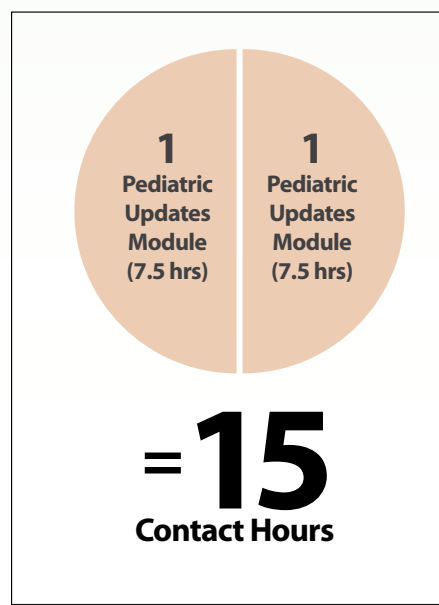 1
Pediatric
Updates
Module
(7.5 hrs)
1
Pediatric
Updates
Module
(7.5 hrs)
=15
Contact Hours